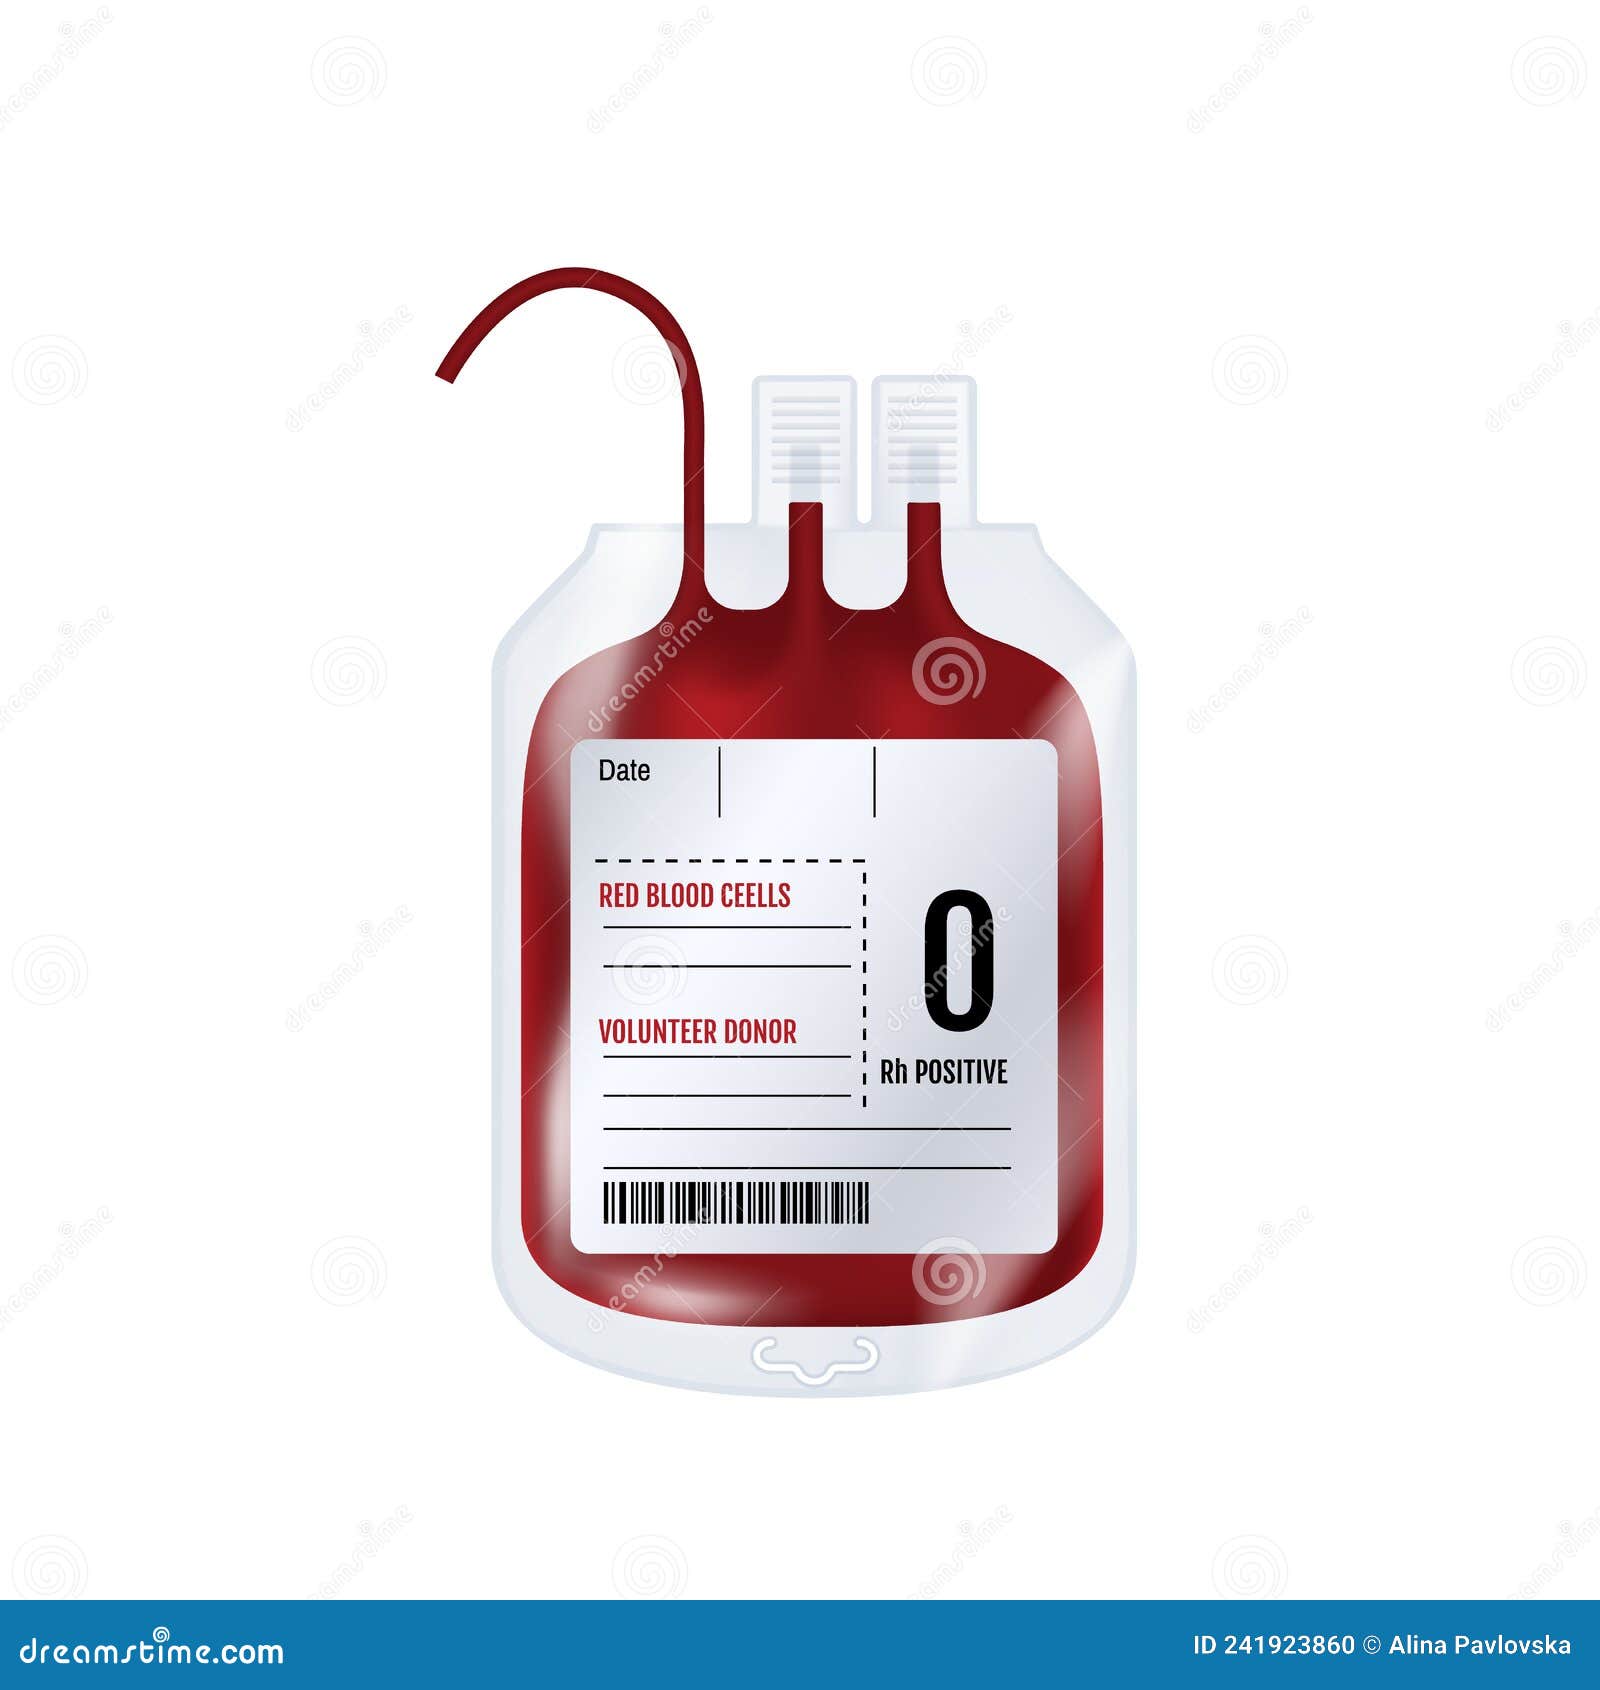 Date
RED BLOOD CEELLS
VOLUNTEER DONOR
0
Rh POSITIVE
dreamstime.com
ID 241923860 © Alina Pavlovska